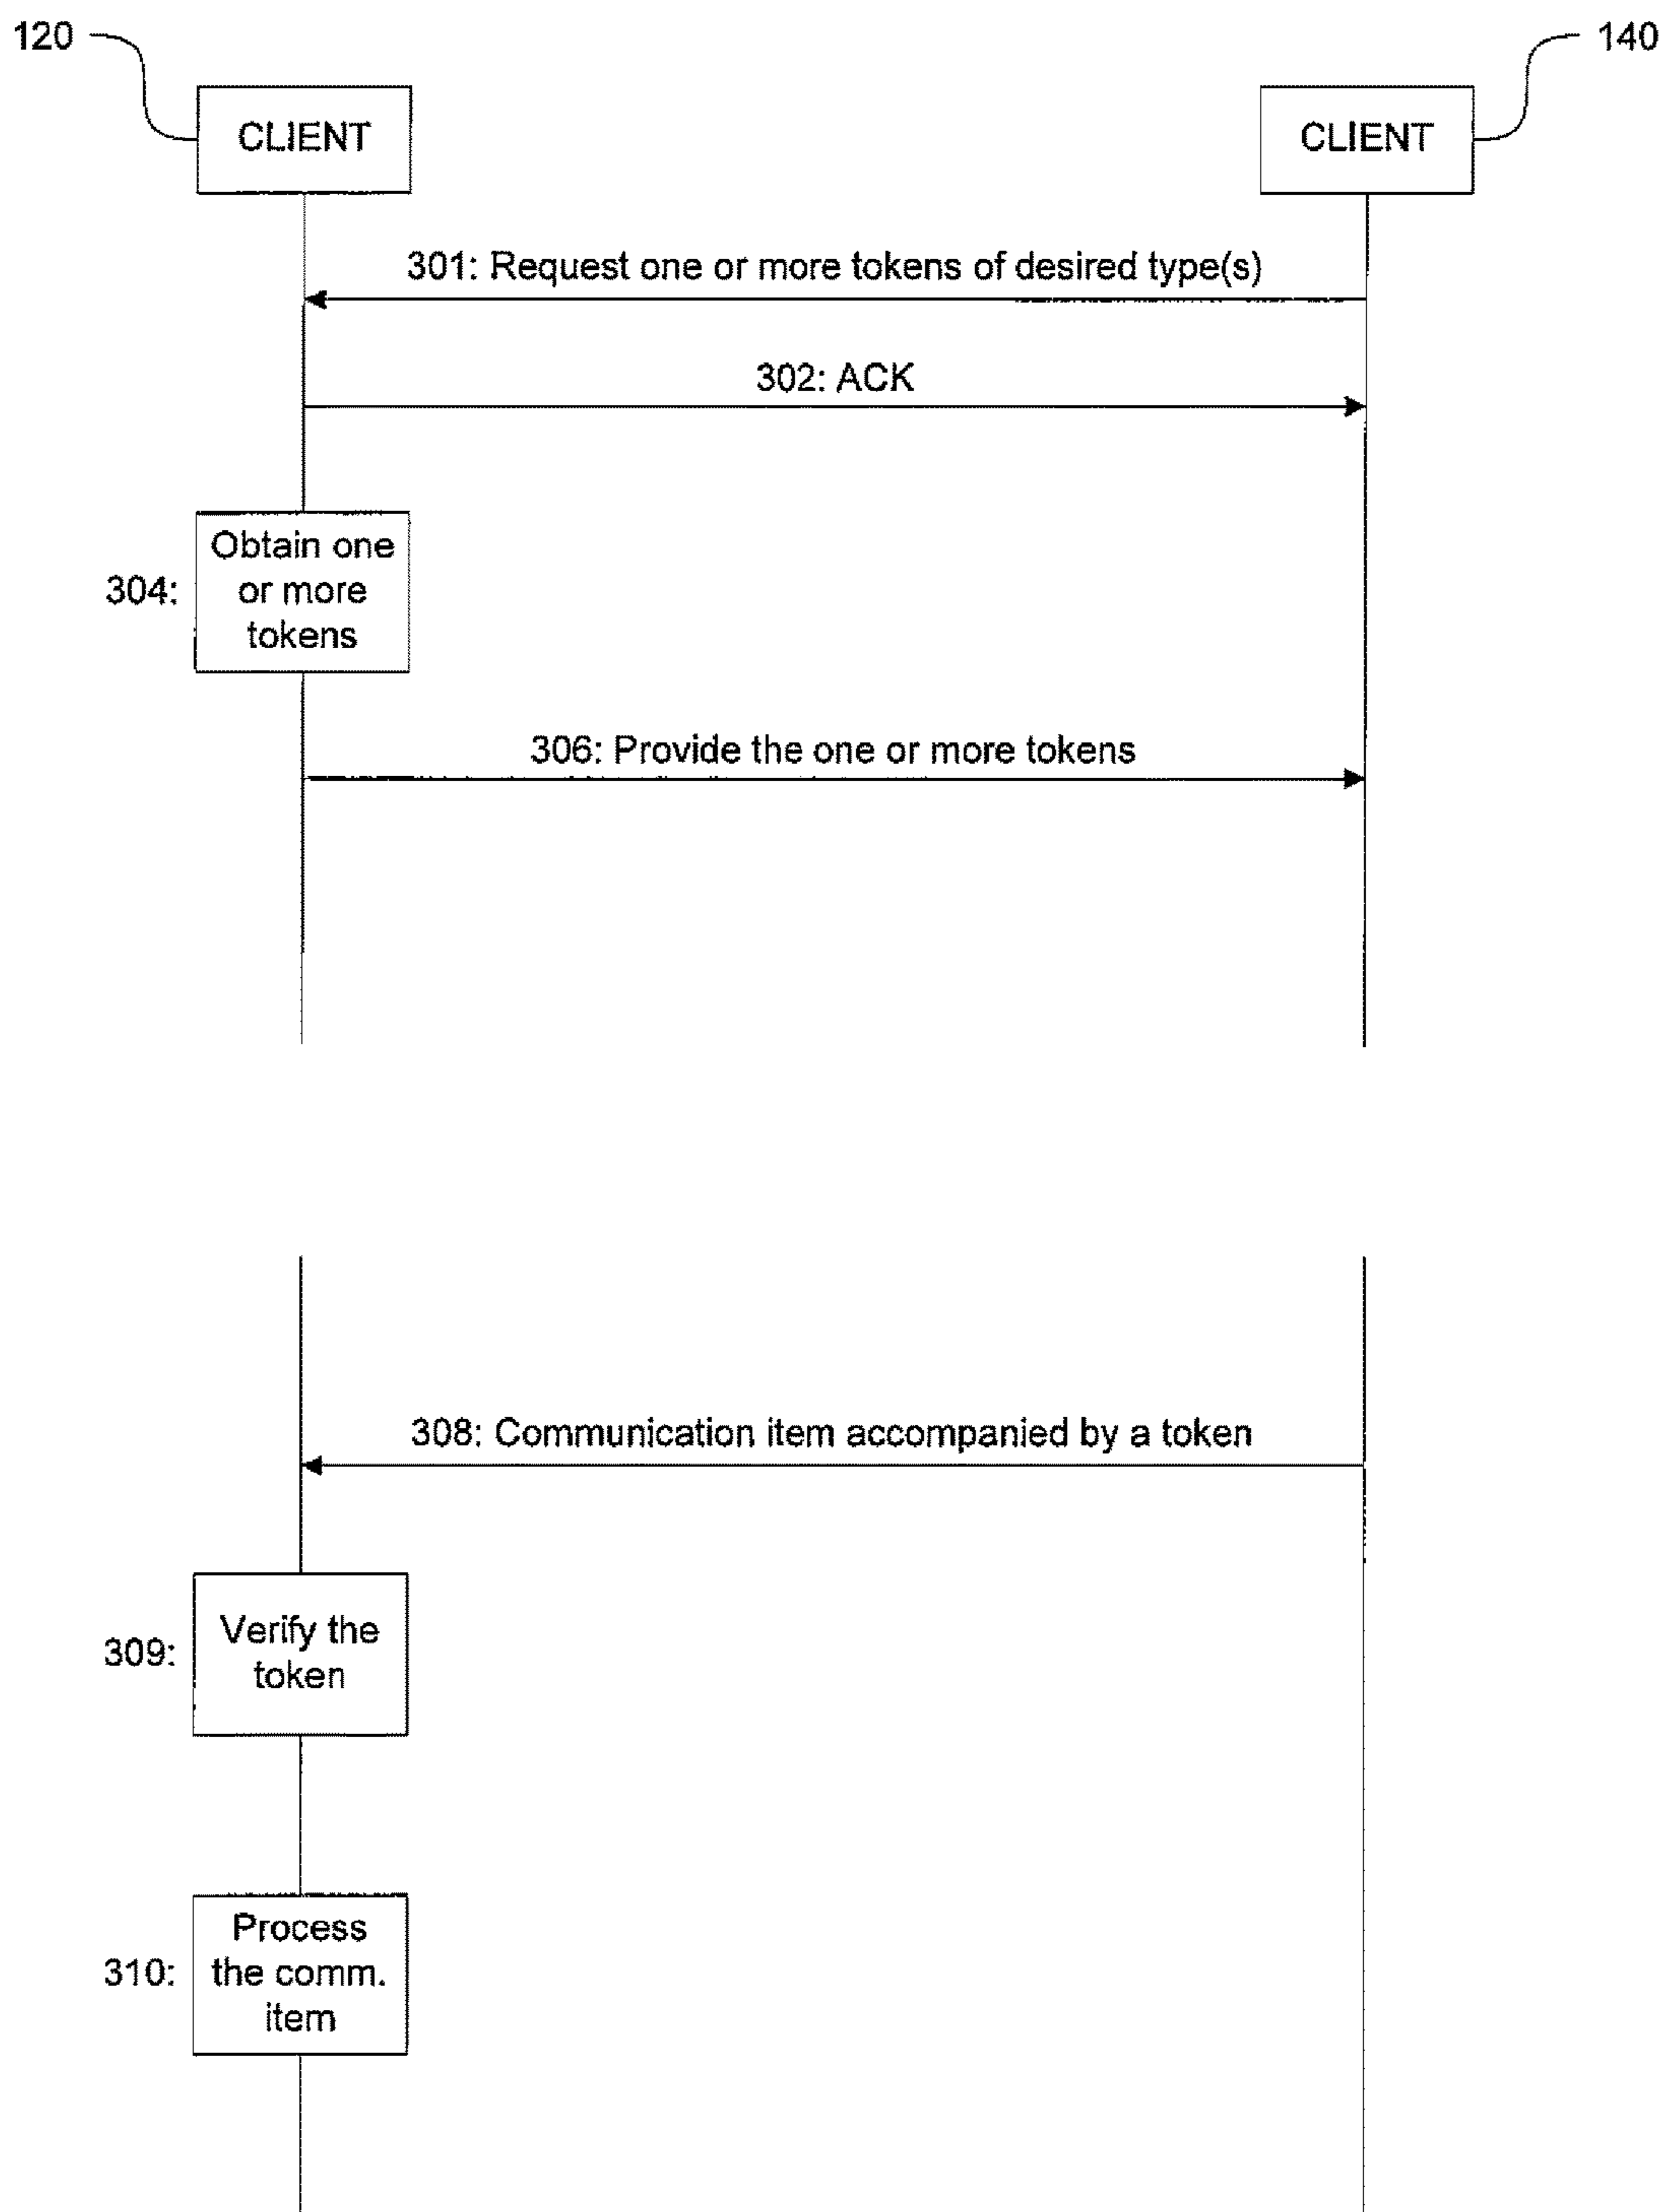 120
140
CLIENT
CLIENT
301: Request one or more tokens of desired type(s)
302: ACK
304:
Obtain one
or more
tokens
306: Provide the one or more tokens
308: Communication item accompanied by a token
309:
Verify the
token
310:
Process
the comm.
item